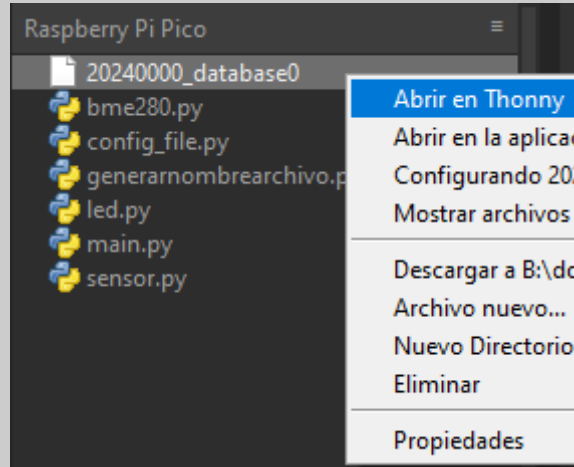 Raspberry Pi Pico
20240000_database0
bme280.py
config_file.py
generarnombrearchivo.p
led.py
main.py
sensor.py
Abrir en Thonny
Abrir en la aplicac
Configurando 20
Mostrar archivos
Descargar a B:\do
Archivo nuevo...
Nuevo Directorio
Eliminar
Propiedades